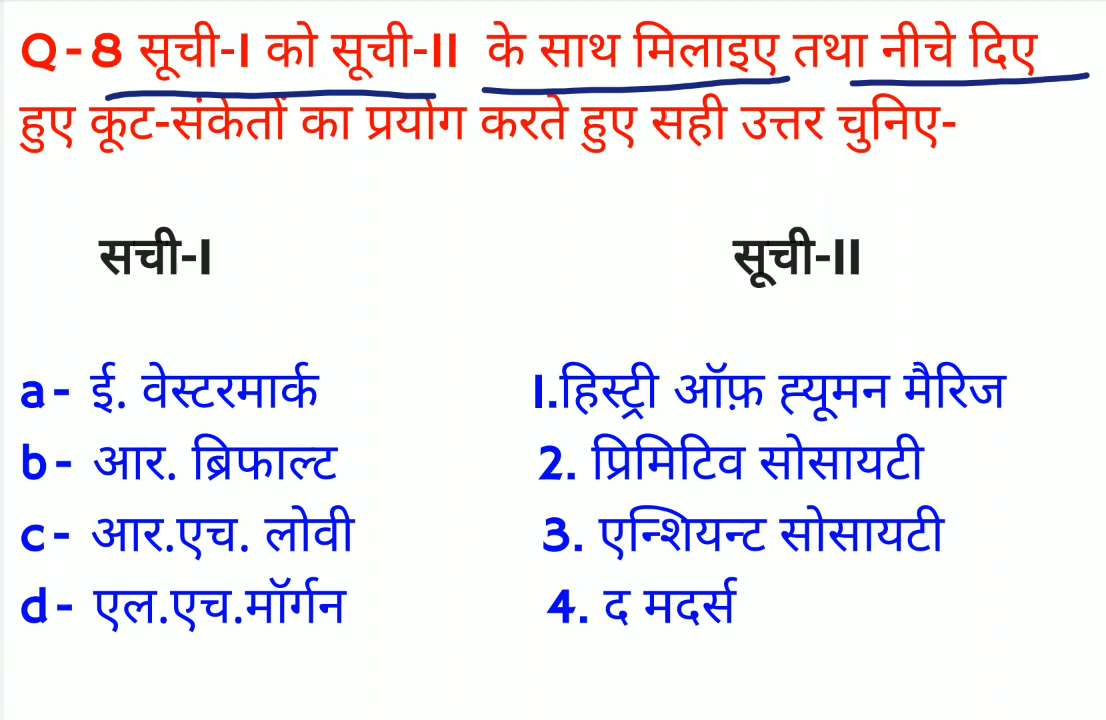 Q-8 सूची-I को सूची-II के साथ मिलाइए तथा नीचे दिए
हुए कूट-संकेतों का प्रयोग करते हुए सही उत्तर चुनिए-
सची-I सूची-II
a- ई. वेस्टरमार्क 1.हिस्ट्री ऑफ़ ह्यूमन मैरिज
b- आर. ब्रिफाल्ट 2. प्रिमिटिव सोसायटी
c- आर.एच. लोवी 3. एन्शियन्ट सोसायटी
d- एल.एच.मॉर्गन 4. द मदर्स